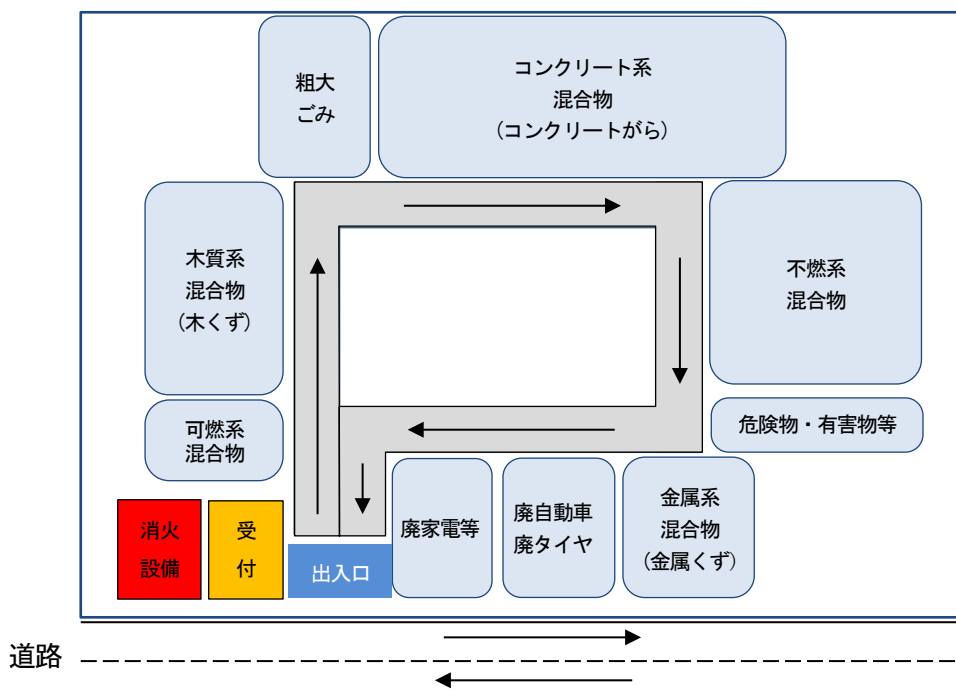 粗大
ごみ
コンクリート系
混合物
(コンクリートがら)
木質系
混合物
(木くず)
不燃系
混合物
可燃系
混合物
危険物・有害物等
消火
設備
受
付
出入口
廃家電等
廃自動車
廃タイヤ
金属系
混合物
(金属くず)
道路